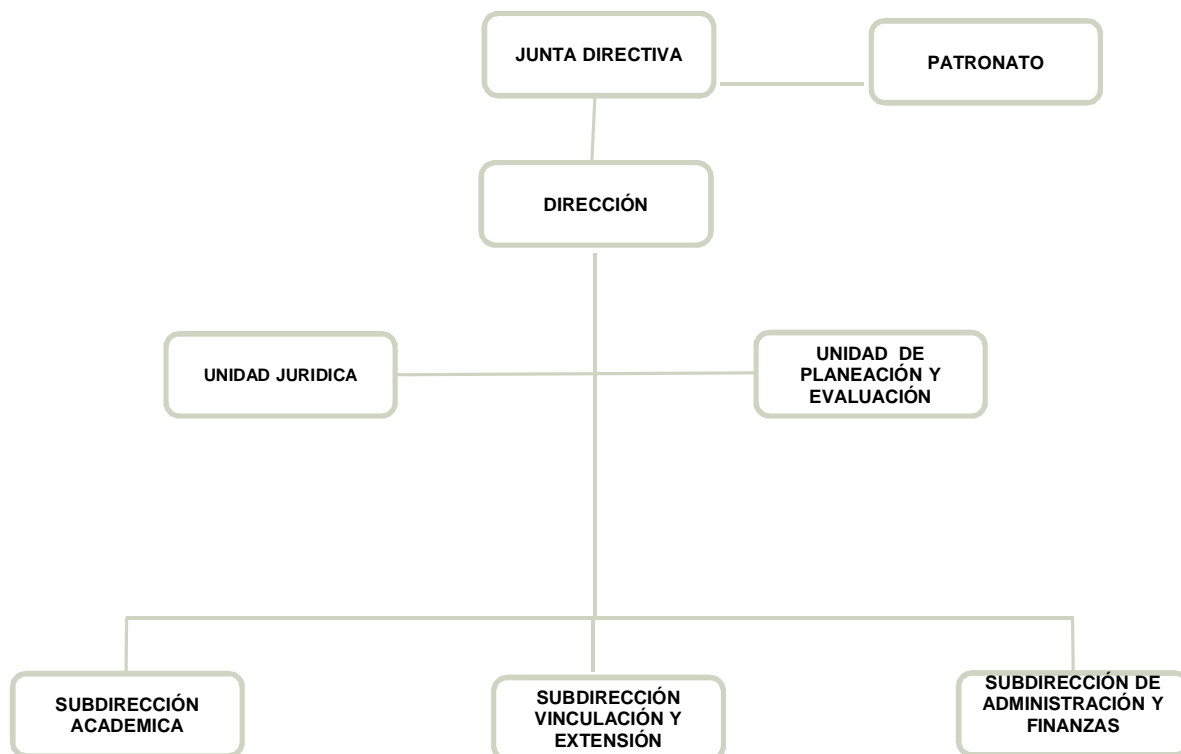 JUNTA DIRECTIVA
PATRONATO
DIRECCIÓN
UNIDAD JURIDICA
UNIDAD DE
PLANEACIÓN Y
EVALUACIÓN
SUBDIRECCIÓN
ACADEMICA
SUBDIRECCIÓN
VINCULACIÓN Y
EXTENSIÓN
SUBDIRECCIÓN DE
ADMINISTRACIÓN Y
FINANZAS